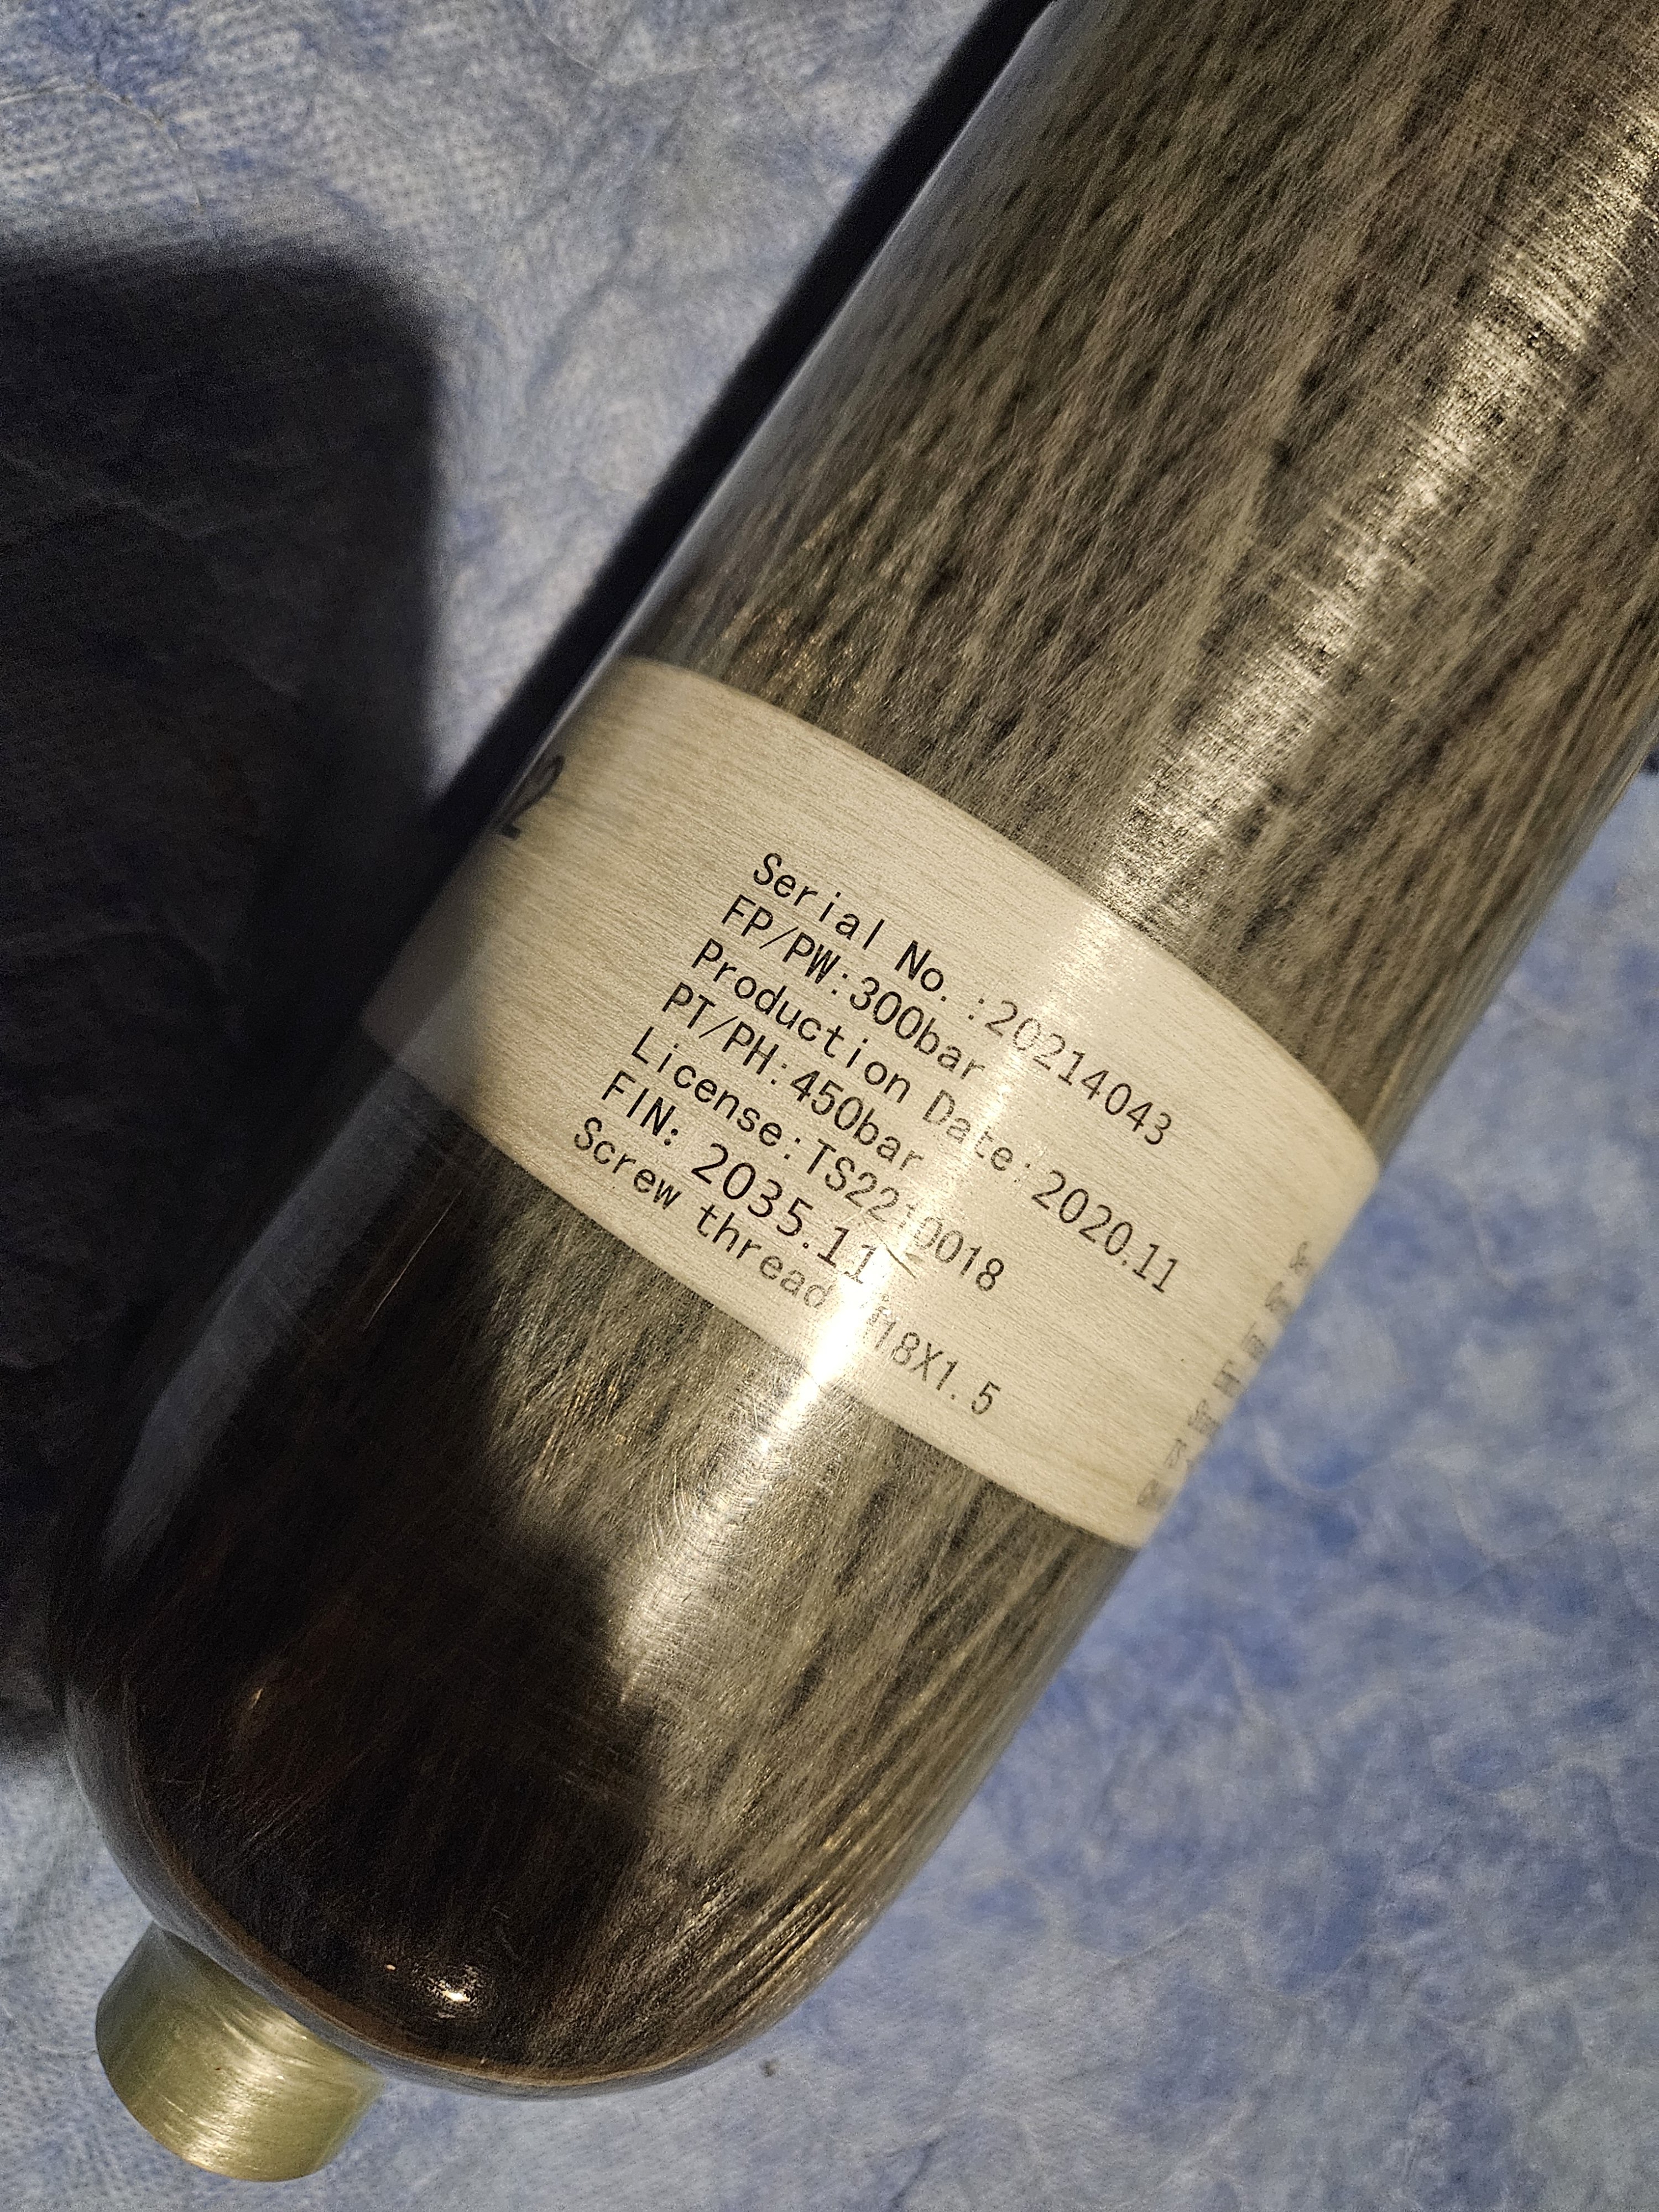 Serial No.:20214043
FP/PW:300bar
Production Date:2020.11
PT/PH:450bar
License:TS2210018
FIN: 2035.11
Screw thread M18X1.5